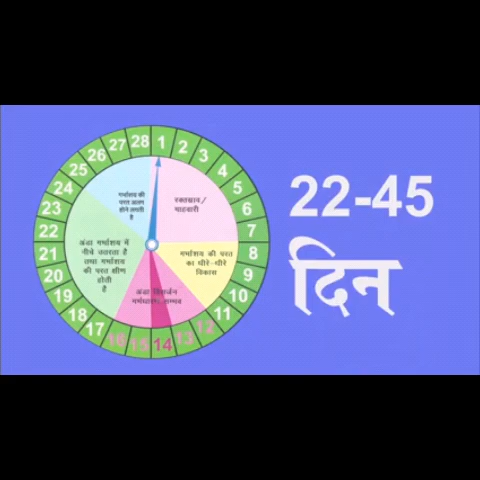 28 1 2 3 4 5 6 7 8 9 10 11 12 13 14 15 16 17 18 19 20 21 22 23 24 25 26 27
गर्भाशय की
परत अलग
होने लगती
है
रक्तस्राव/
माहवारी
गर्भाशय की परत
का धीरे-धीरे
विकास
अंडा विसर्जन
गर्भधारण सम्भव
अंडा गर्भाशय में
नीचे उतरता है
तथा गर्भाशय
की परत क्षीण
होती
है
22-45
दिन